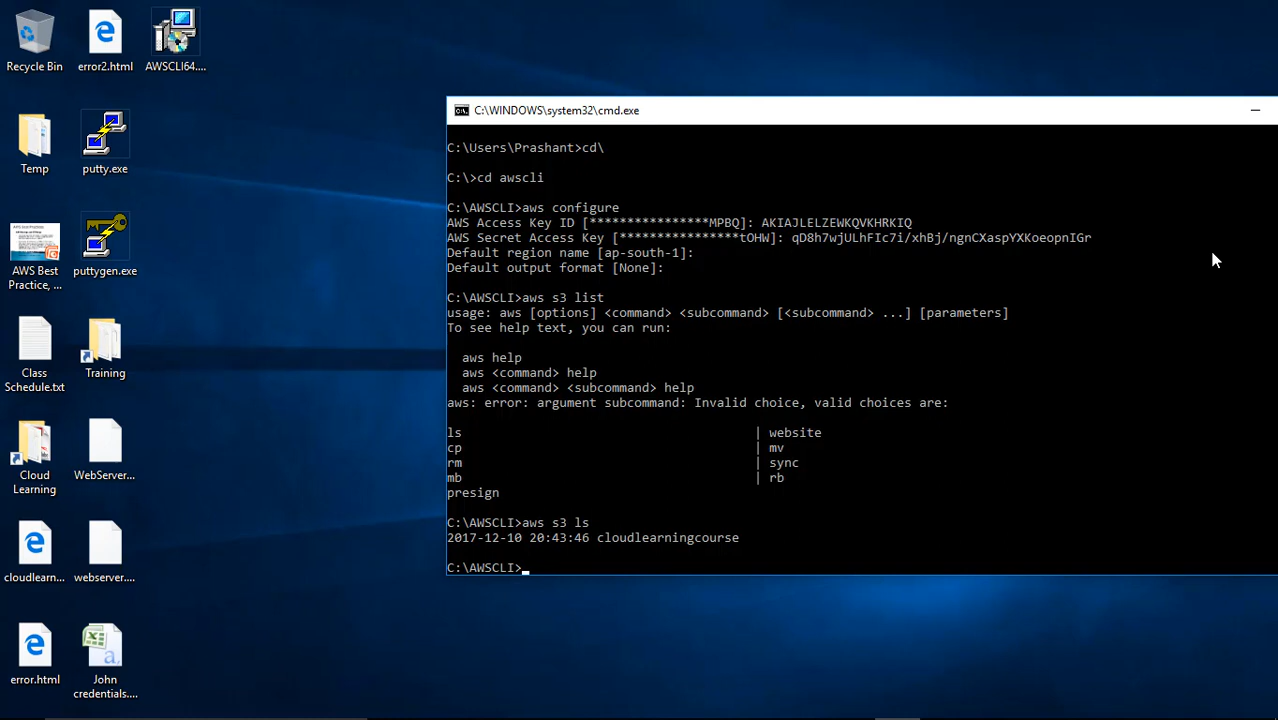 Recycle Bin
error2.html
AWSCLI64....
Temp
putty.exe
AWS Best
Practice, ...
puttygen.exe
Class
Schedule.txt
Training
Cloud
Learning
WebServer...
cloudlearn...
webserver....
error.html
John
credentials....
C:\WINDOWS\system32\cmd.exe
C:\Users\Prashant>cd\
C:\>cd awscli
C:\AWSCLI>aws configure
AWS Access Key ID [****************MPBQ]: AKIAJLELZEWKQVKHRKIQ
AWS Secret Access Key [****************tOHW]: 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
Default region name [ap-south-1]:
Default output format [None]:
C:\AWSCLI>aws s3 list
usage: aws [options] <command> <subcommand> [<subcommand> ...] [parameters]
To see help text, you can run:
aws help
aws <command> help
aws <command> <subcommand> help
aws: error: argument subcommand: Invalid choice, valid choices are:
ls | website
cp | mv
rm | sync
mb | rb
presign
C:\AWSCLI>aws s3 ls
2017-12-10 20:43:46 cloudlearningcourse
C:\AWSCLI>